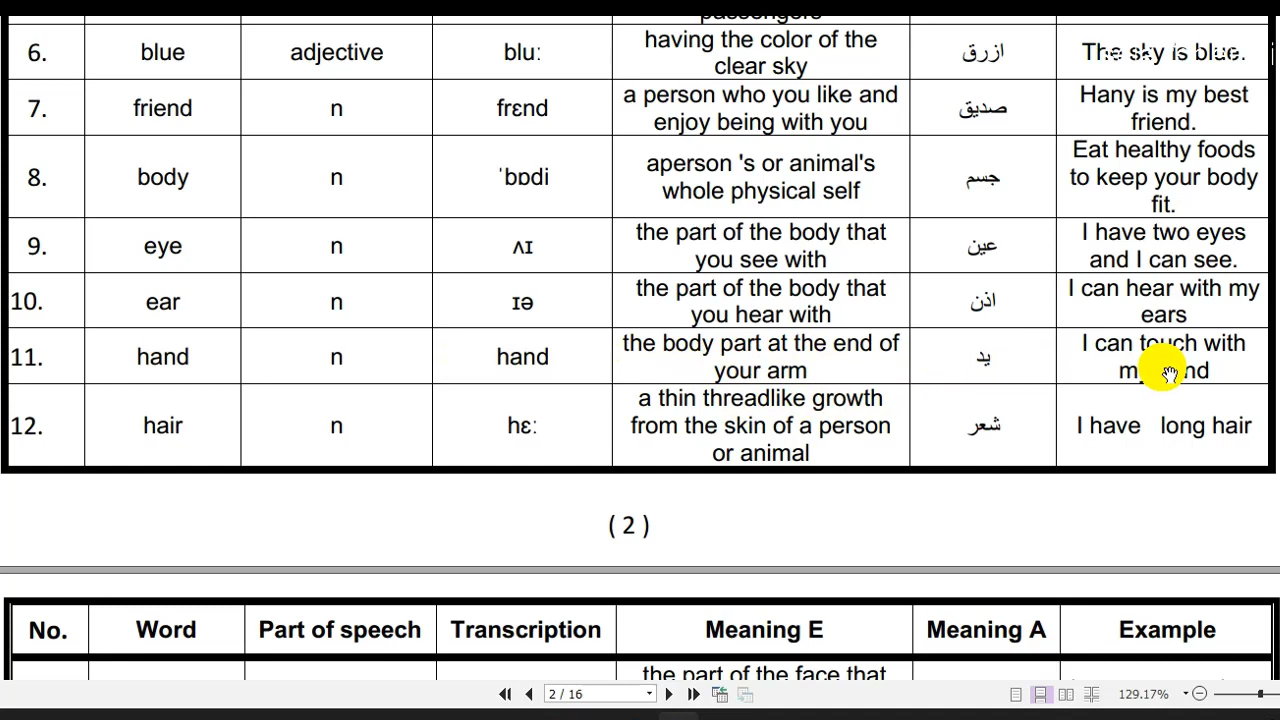 passengers
6. blue adjective bluː having the color of the clear sky ازرق The sky is blue.
7. friend n frɛnd a person who you like and enjoy being with you صديق Hany is my best friend.
8. body n ˈbɒdi aperson 's or animal's whole physical self جسم Eat healthy foods to keep your body fit.
9. eye n ʌɪ the part of the body that you see with عين I have two eyes and I can see.
10. ear n ɪə the part of the body that you hear with اذن I can hear with my ears
11. hand n hand the body part at the end of your arm يد I can touch with
12. hair n hɛː a thin threadlike growth from the skin of a person or animal شعر I have long hair
( 2 )
No. Word Part of speech Transcription Meaning E Meaning A Example
the part of the face that
2 / 16 129.17%